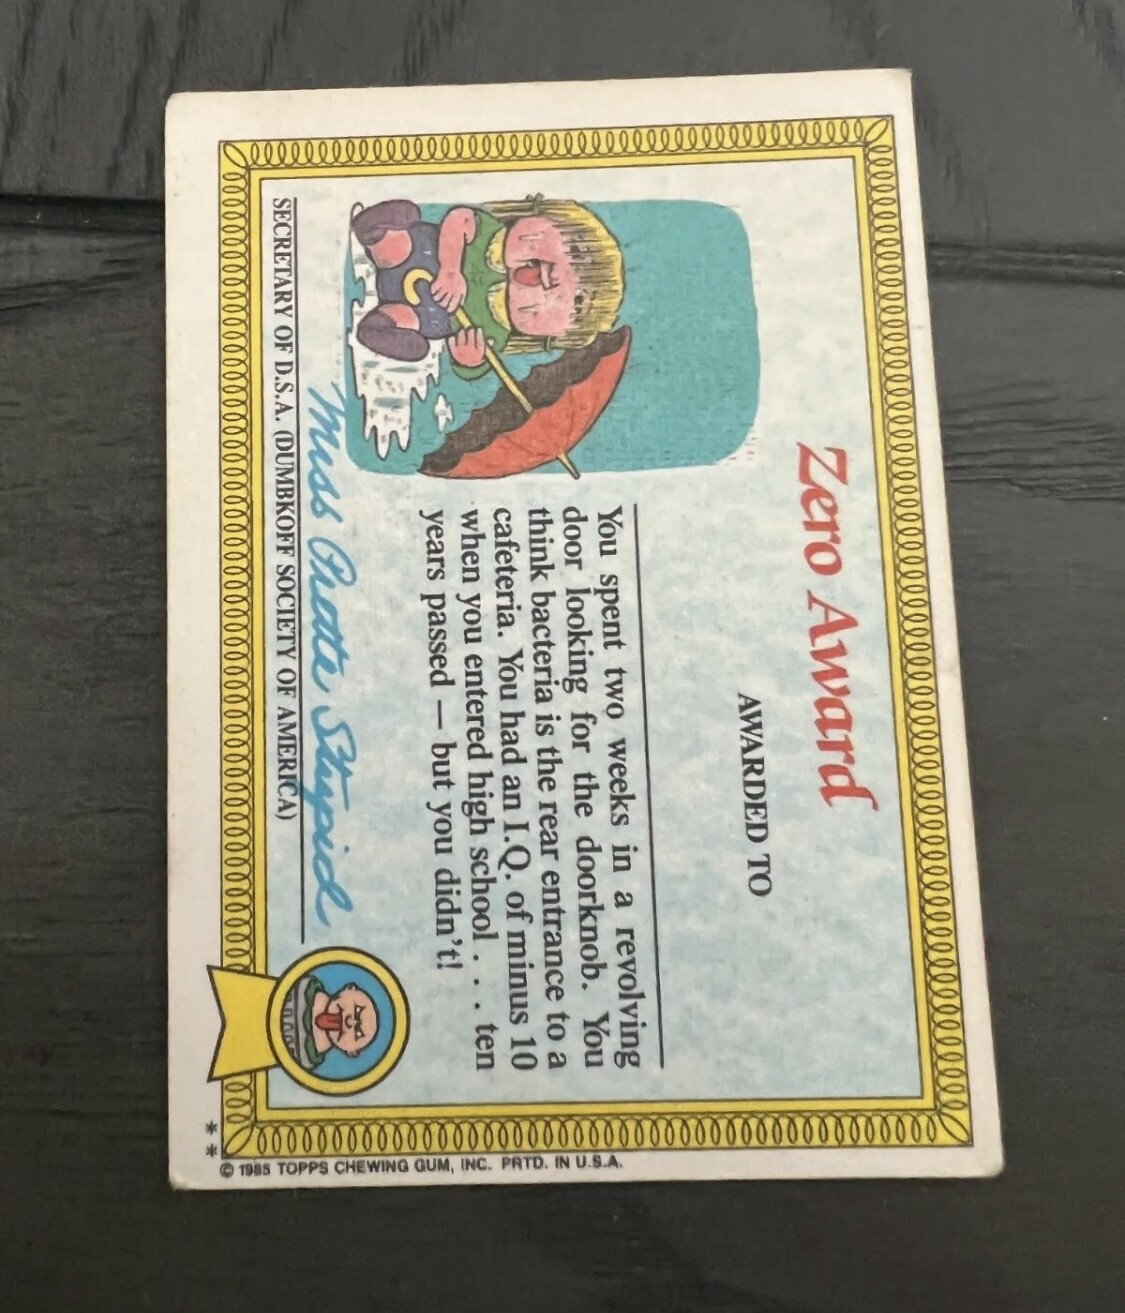 Zero Award
AWARDED TO
You spent two weeks in a revolving
door looking for the doorknob. You
think bacteria is the rear entrance to a
cafeteria. You had an I.Q. of minus 10
when you entered high school . . . ten
years passed — but you didn't!
Miss Prette Stupid
SECRETARY OF D.S.A. (DUMBKOFF SOCIETY OF AMERICA)
** © 1985 TOPPS CHEWING GUM, INC. PRTD. IN U.S.A.